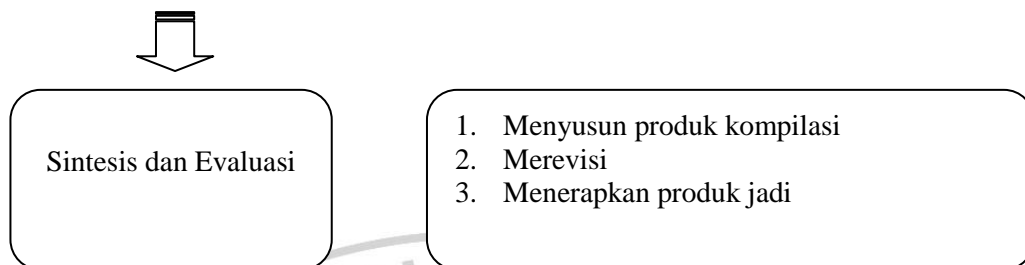 Sintesis dan Evaluasi
1. Menyusun produk kompilasi
2. Merevisi
3. Menerapkan produk jadi